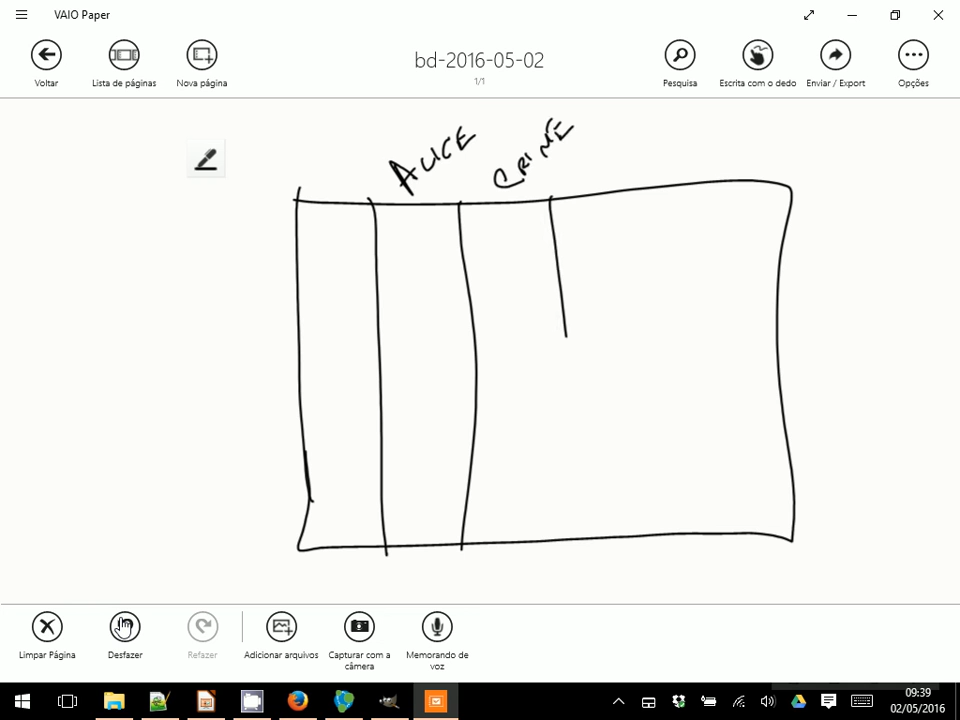 VAIO Paper
Voltar
Lista de páginas
Nova página
bd-2016-05-02
1/1
Pesquisa
Escrita com o dedo
Enviar / Export
Opções
ALICE CRIME
Limpar Página
Desfazer
Refazer
Adicionar arquivos
Capturar com a
câmera
Memorando de
voz
09:39
02/05/2016